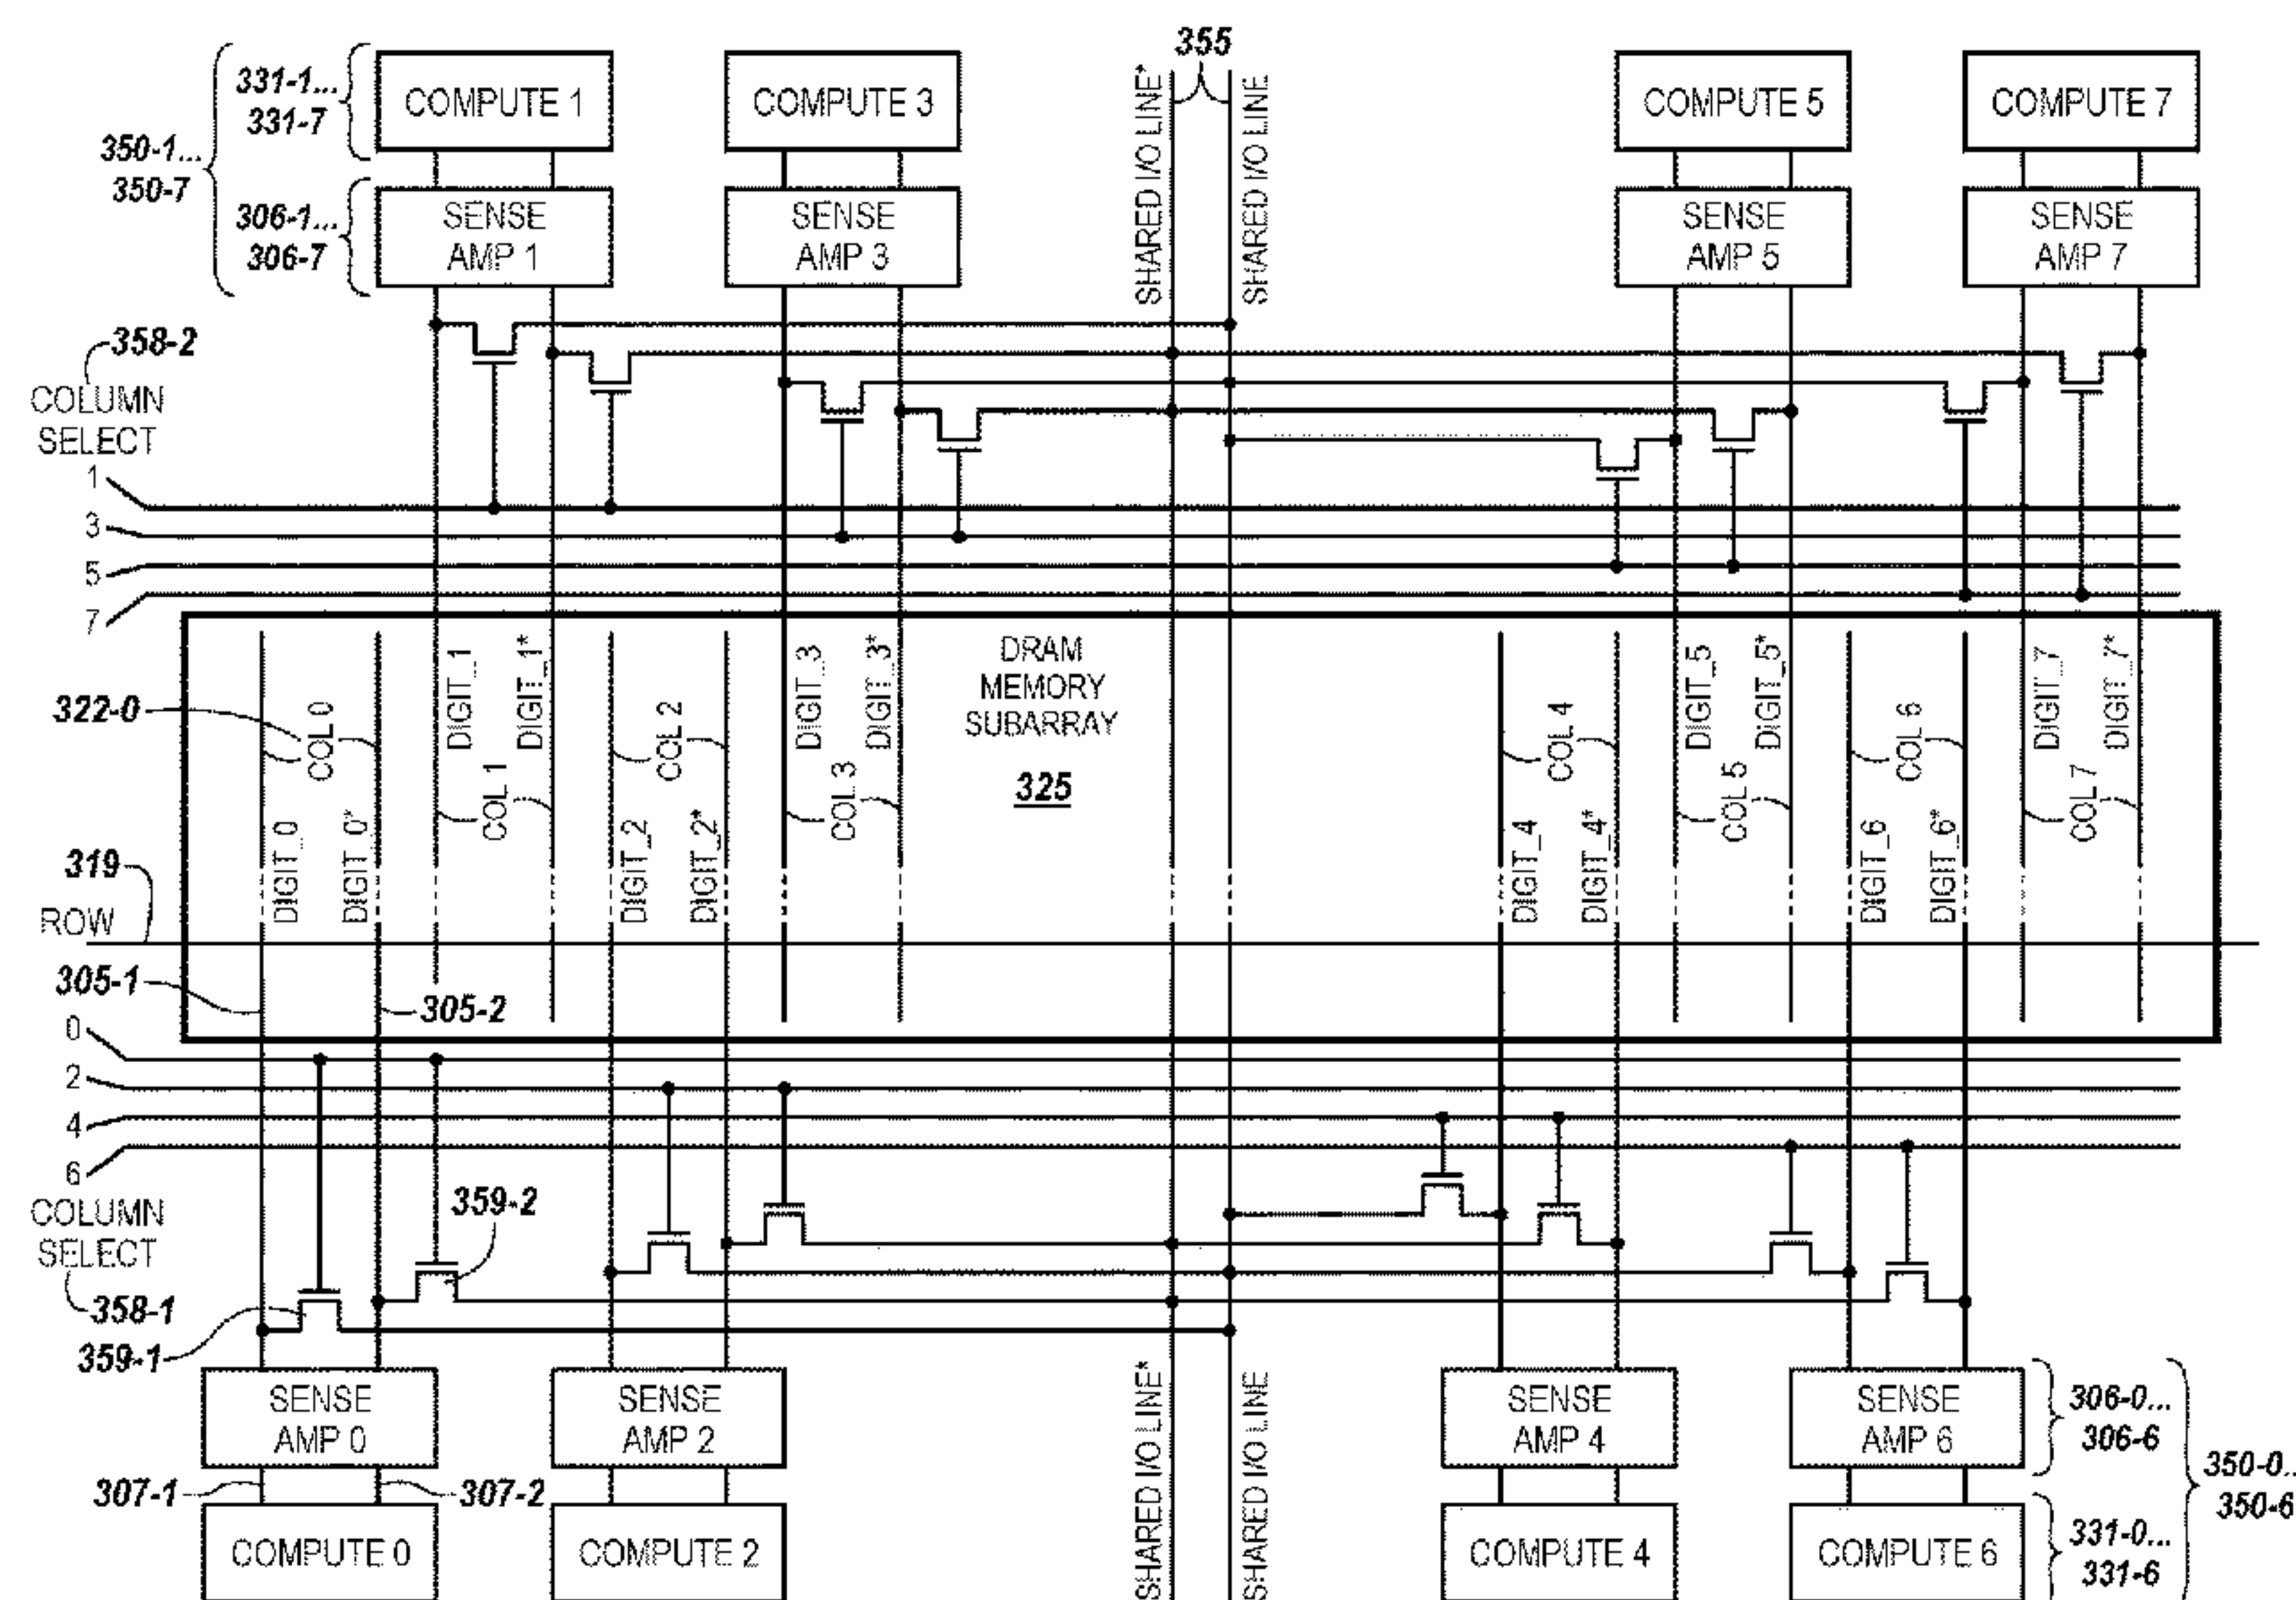 355
331-1...
331-7
350-1...
350-7
306-1...
306-7
COMPUTE 1
COMPUTE 3
COMPUTE 5
COMPUTE 7
SENSE
AMP 1
SENSE
AMP 3
SENSE
AMP 5
SENSE
AMP 7
SHARED I/O LINE*
SHARED I/O LINE
358-2
COLUMN
SELECT
1
3
5
7
322-0
COL 0
DIGIT_0
DIGIT_0*
DIGIT_1
DIGIT_1*
COL 1
COL 2
DIGIT_2
DIGIT_2*
DIGIT_3
DIGIT_3*
COL 3
DRAM
MEMORY
SUBARRAY
325
COL 4
DIGIT_4
DIGIT_4*
DIGIT_5
DIGIT_5*
COL 5
COL 6
DIGIT_6
DIGIT_6*
DIGIT_7
DIGIT_7*
COL 7
319
ROW
305-1
305-2
0
2
4
6
COLUMN
SELECT
358-1
359-2
359-1
SENSE
AMP 0
SENSE
AMP 2
SHARED I/O LINE*
SHARED I/O LINE
SENSE
AMP 4
SENSE
AMP 6
306-0...
306-6
307-1
307-2
350-0...
350-6
COMPUTE 0
COMPUTE 2
COMPUTE 4
COMPUTE 6
331-0...
331-6